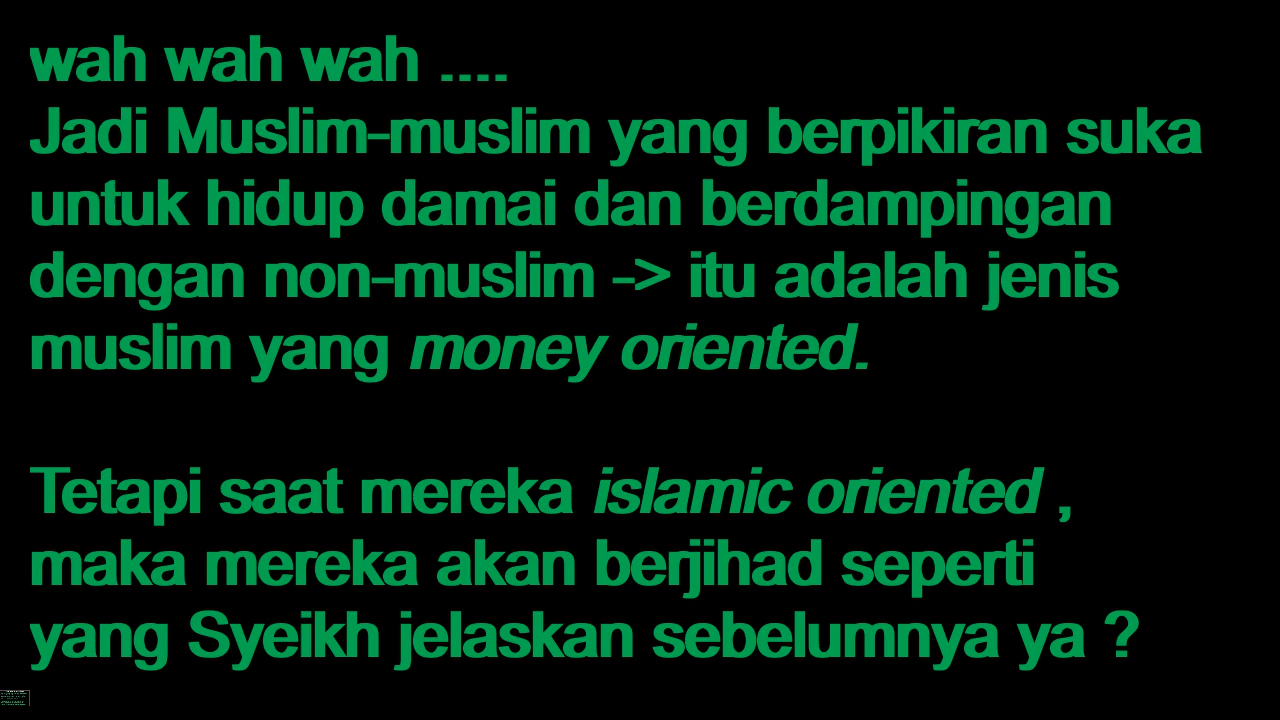 wah wah wah ....
Jadi Muslim-muslim yang berpikiran suka
untuk hidup damai dan berdampingan
dengan non-muslim -> itu adalah jenis
muslim yang money oriented.
Tetapi saat mereka islamic oriented ,
maka mereka akan berjihad seperti
yang Syeikh jelaskan sebelumnya ya ?